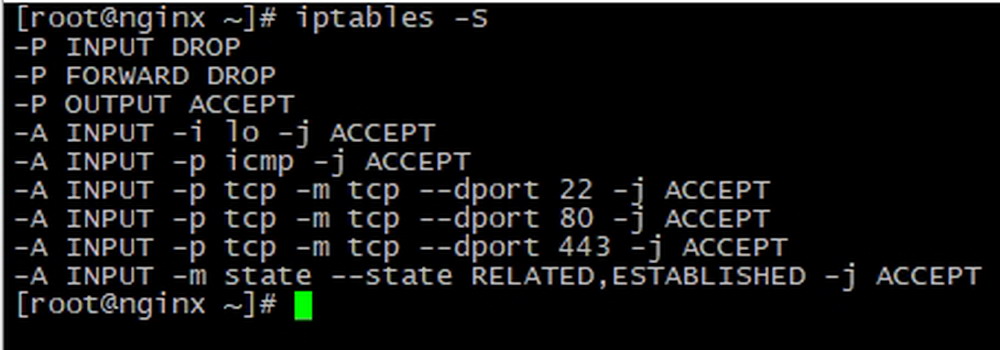 [root@nginx ~]# iptables -S
-P INPUT DROP
-P FORWARD DROP
-P OUTPUT ACCEPT
-A INPUT -i lo -j ACCEPT
-A INPUT -p icmp -j ACCEPT
-A INPUT -p tcp -m tcp --dport 22 -j ACCEPT
-A INPUT -p tcp -m tcp --dport 80 -j ACCEPT
-A INPUT -p tcp -m tcp --dport 443 -j ACCEPT
-A INPUT -m state --state RELATED,ESTABLISHED -j ACCEPT
[root@nginx ~]#